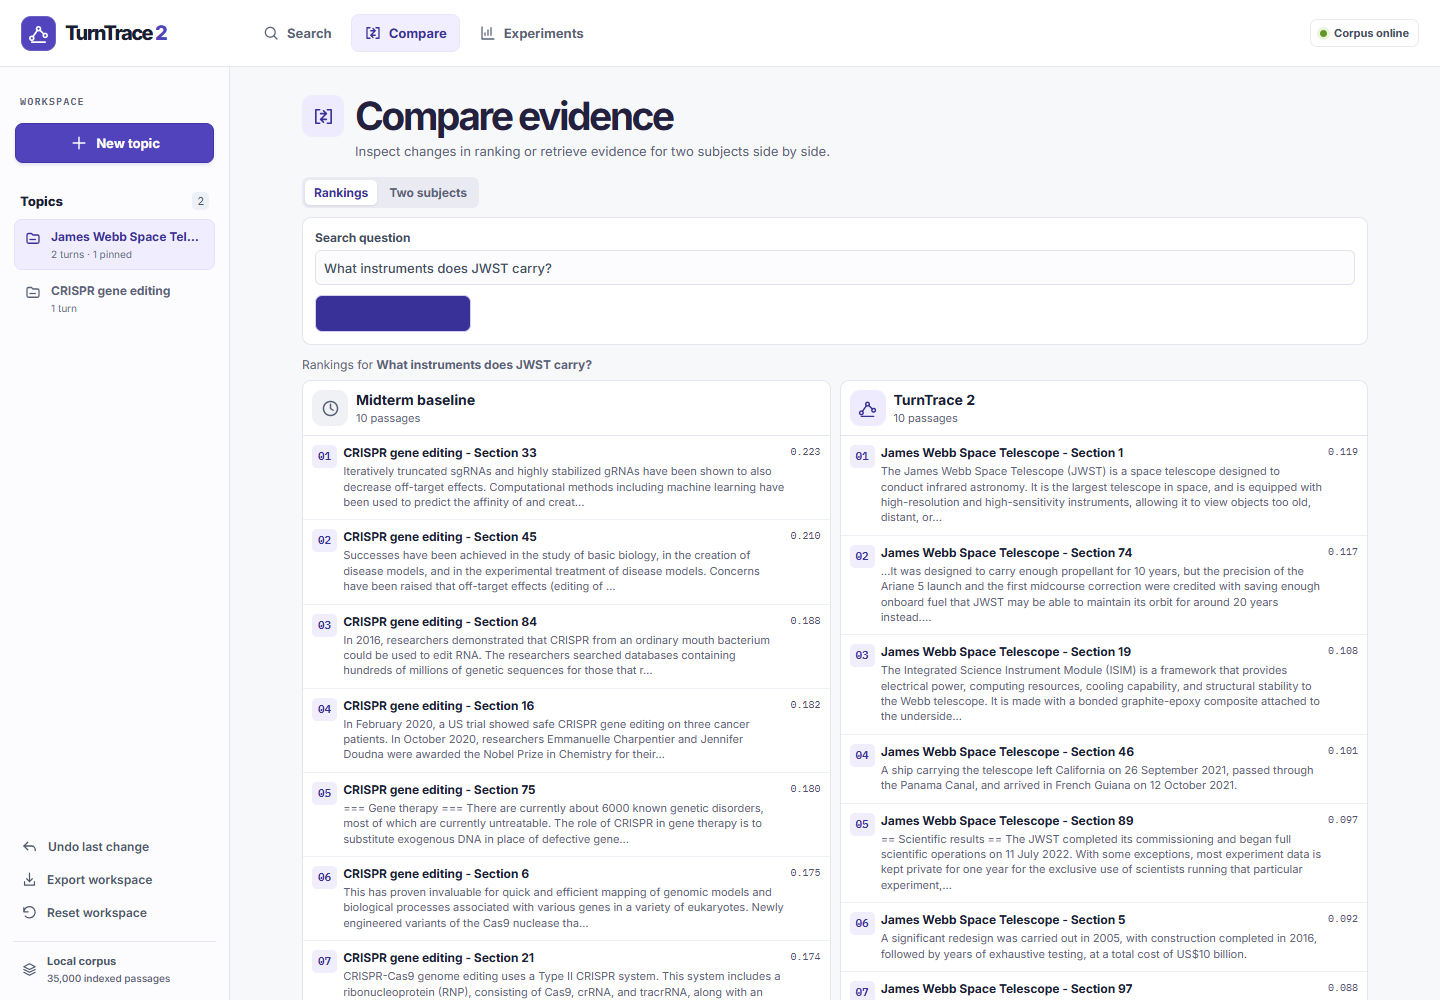 TurnTrace 2
Search
Compare
Experiments
Corpus online
WORKSPACE
New topic
Topics
2
James Webb Space Tel...
2 turns · 1 pinned
CRISPR gene editing
1 turn
Undo last change
Export workspace
Reset workspace
Local corpus
35,000 indexed passages
Compare evidence
Inspect changes in ranking or retrieve evidence for two subjects side by side.
Rankings
Two subjects
Search question
What instruments does JWST carry?
Rankings for What instruments does JWST carry?
Midterm baseline
10 passages
01
CRISPR gene editing - Section 33
0.223
Iteratively truncated sgRNAs and highly stabilized gRNAs have been shown to also
decrease off-target effects. Computational methods including machine learning have
been used to predict the affinity of and creat...
02
CRISPR gene editing - Section 45
0.210
Successes have been achieved in the study of basic biology, in the creation of
disease models, and in the experimental treatment of disease models. Concerns
have been raised that off-target effects (editing of ...
03
CRISPR gene editing - Section 84
0.188
In 2016, researchers demonstrated that CRISPR from an ordinary mouth bacterium
could be used to edit RNA. The researchers searched databases containing
hundreds of millions of genetic sequences for those that r...
04
CRISPR gene editing - Section 16
0.182
In February 2020, a US trial showed safe CRISPR gene editing on three cancer
patients. In October 2020, researchers Emmanuelle Charpentier and Jennifer
Doudna were awarded the Nobel Prize in Chemistry for their...
05
CRISPR gene editing - Section 75
0.180
=== Gene therapy === There are currently about 6000 known genetic disorders,
most of which are currently untreatable. The role of CRISPR in gene therapy is to
substitute exogenous DNA in place of defective gene...
06
CRISPR gene editing - Section 6
0.175
This has proven invaluable for quick and efficient mapping of genomic models and
biological processes associated with various genes in a variety of eukaryotes. Newly
engineered variants of the Cas9 nuclease tha...
07
CRISPR gene editing - Section 21
0.174
CRISPR-Cas9 genome editing uses a Type II CRISPR system. This system includes a
ribonucleoprotein (RNP), consisting of Cas9, crRNA, and tracrRNA, along with an
TurnTrace 2
10 passages
01
James Webb Space Telescope - Section 1
0.119
The James Webb Space Telescope (JWST) is a space telescope designed to
conduct infrared astronomy. It is the largest telescope in space, and is equipped with
high-resolution and high-sensitivity instruments, allowing it to view objects too old,
distant, or...
02
James Webb Space Telescope - Section 74
0.117
...It was designed to carry enough propellant for 10 years, but the precision of the
Ariane 5 launch and the first midcourse correction were credited with saving enough
onboard fuel that JWST may be able to maintain its orbit for around 20 years
instead....
03
James Webb Space Telescope - Section 19
0.108
The Integrated Science Instrument Module (ISIM) is a framework that provides
electrical power, computing resources, cooling capability, and structural stability to
the Webb telescope. It is made with a bonded graphite-epoxy composite attached to
the underside...
04
James Webb Space Telescope - Section 46
0.101
A ship carrying the telescope left California on 26 September 2021, passed through
the Panama Canal, and arrived in French Guiana on 12 October 2021.
05
James Webb Space Telescope - Section 89
0.097
== Scientific results == The JWST completed its commissioning and began full
scientific operations on 11 July 2022. With some exceptions, most experiment data is
kept private for one year for the exclusive use of scientists running that particular
experiment,...
06
James Webb Space Telescope - Section 5
0.092
A significant redesign was carried out in 2005, with construction completed in 2016,
followed by years of exhaustive testing, at a total cost of US$10 billion.
07
James Webb Space Telescope - Section 97
0.088